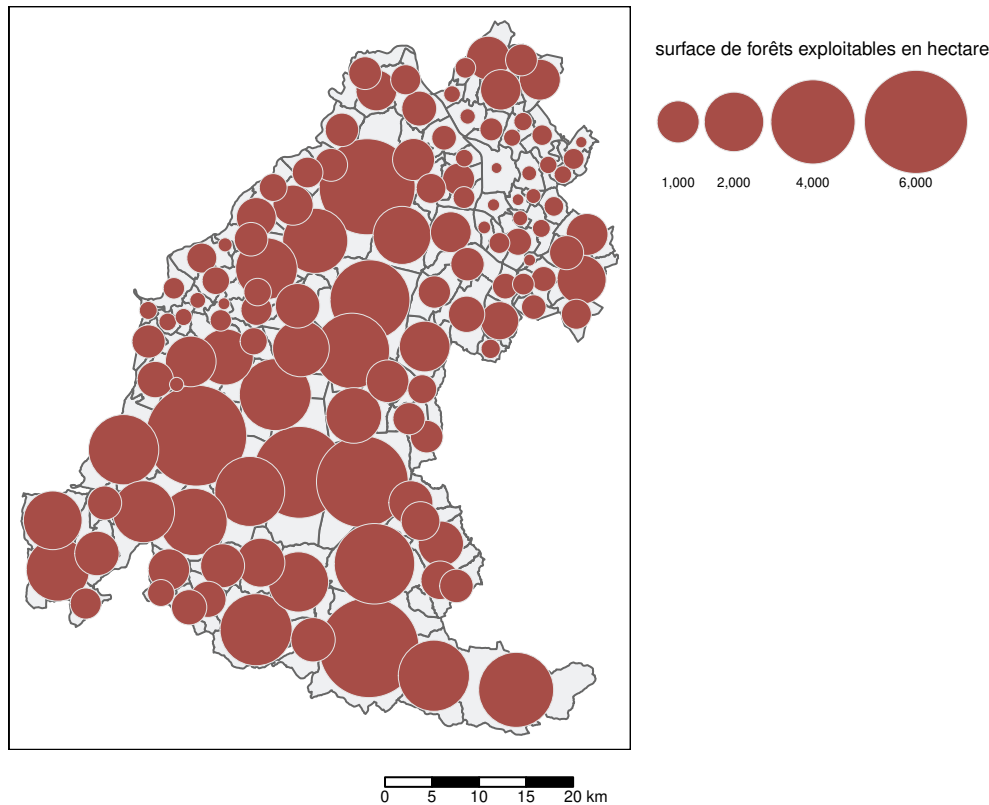 surface de forêts exploitables en hectare
1,000 2,000 4,000 6,000
0 5 10 15 20 km